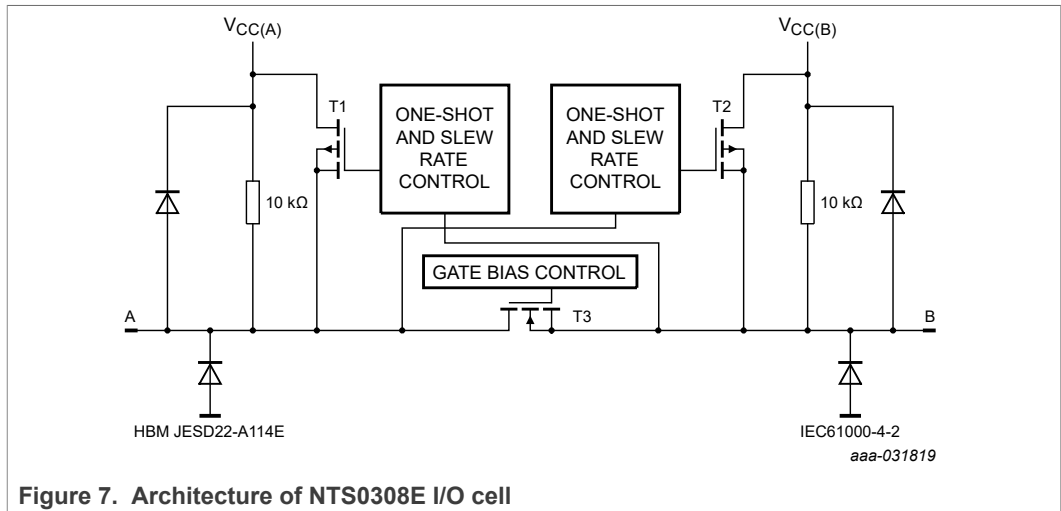 VCC(A)
VCC(B)
T1
ONE-SHOT
AND SLEW
RATE
CONTROL
ONE-SHOT
AND SLEW
RATE
CONTROL
T2
10 kΩ
10 kΩ
GATE BIAS CONTROL
A
T3
B
HBM JESD22-A114E
IEC61000-4-2
aaa-031819
Figure 7. Architecture of NTS0308E I/O cell